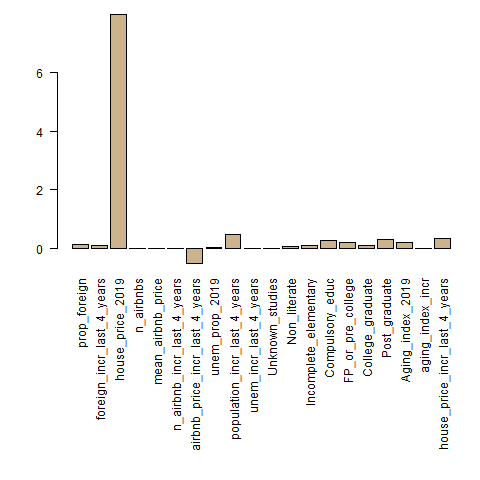 6
4
2
0
prop_foreign
foreign_incr_last_4_years
house_price_2019
n_airbnbs
mean_airbnb_price
n_airbnb_incr_last_4_years
airbnb_price_incr_last_4_years
unem_prop_2019
population_incr_last_4_years
unem_incr_last_4_years
Unknown_studies
Non_literate
Incomplete_elementary
Compulsory_educ
FP_or_pre_college
College_graduate
Post_graduate
Aging_index_2019
aging_index_incr
house_price_incr_last_4_years